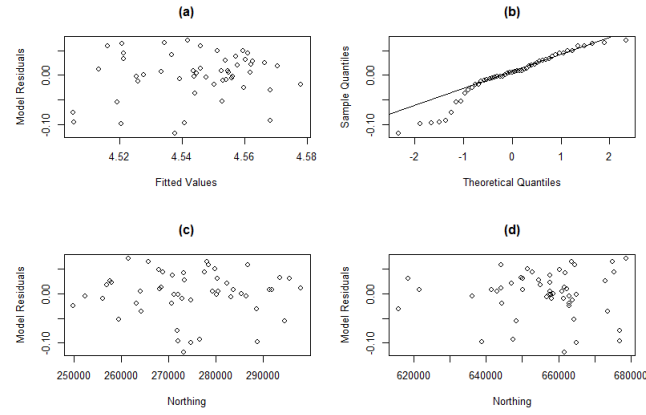 (a)
Model Residuals
0.00
-0.10
4.52 4.54 4.56 4.58
Fitted Values
(b)
Sample Quantiles
0.00
-0.10
-2 -1 0 1 2
Theoretical Quantiles
(c)
Model Residuals
0.00
-0.10
250000 260000 270000 280000 290000
Northing
(d)
Model Residuals
0.00
-0.10
620000 640000 660000 680000
Northing